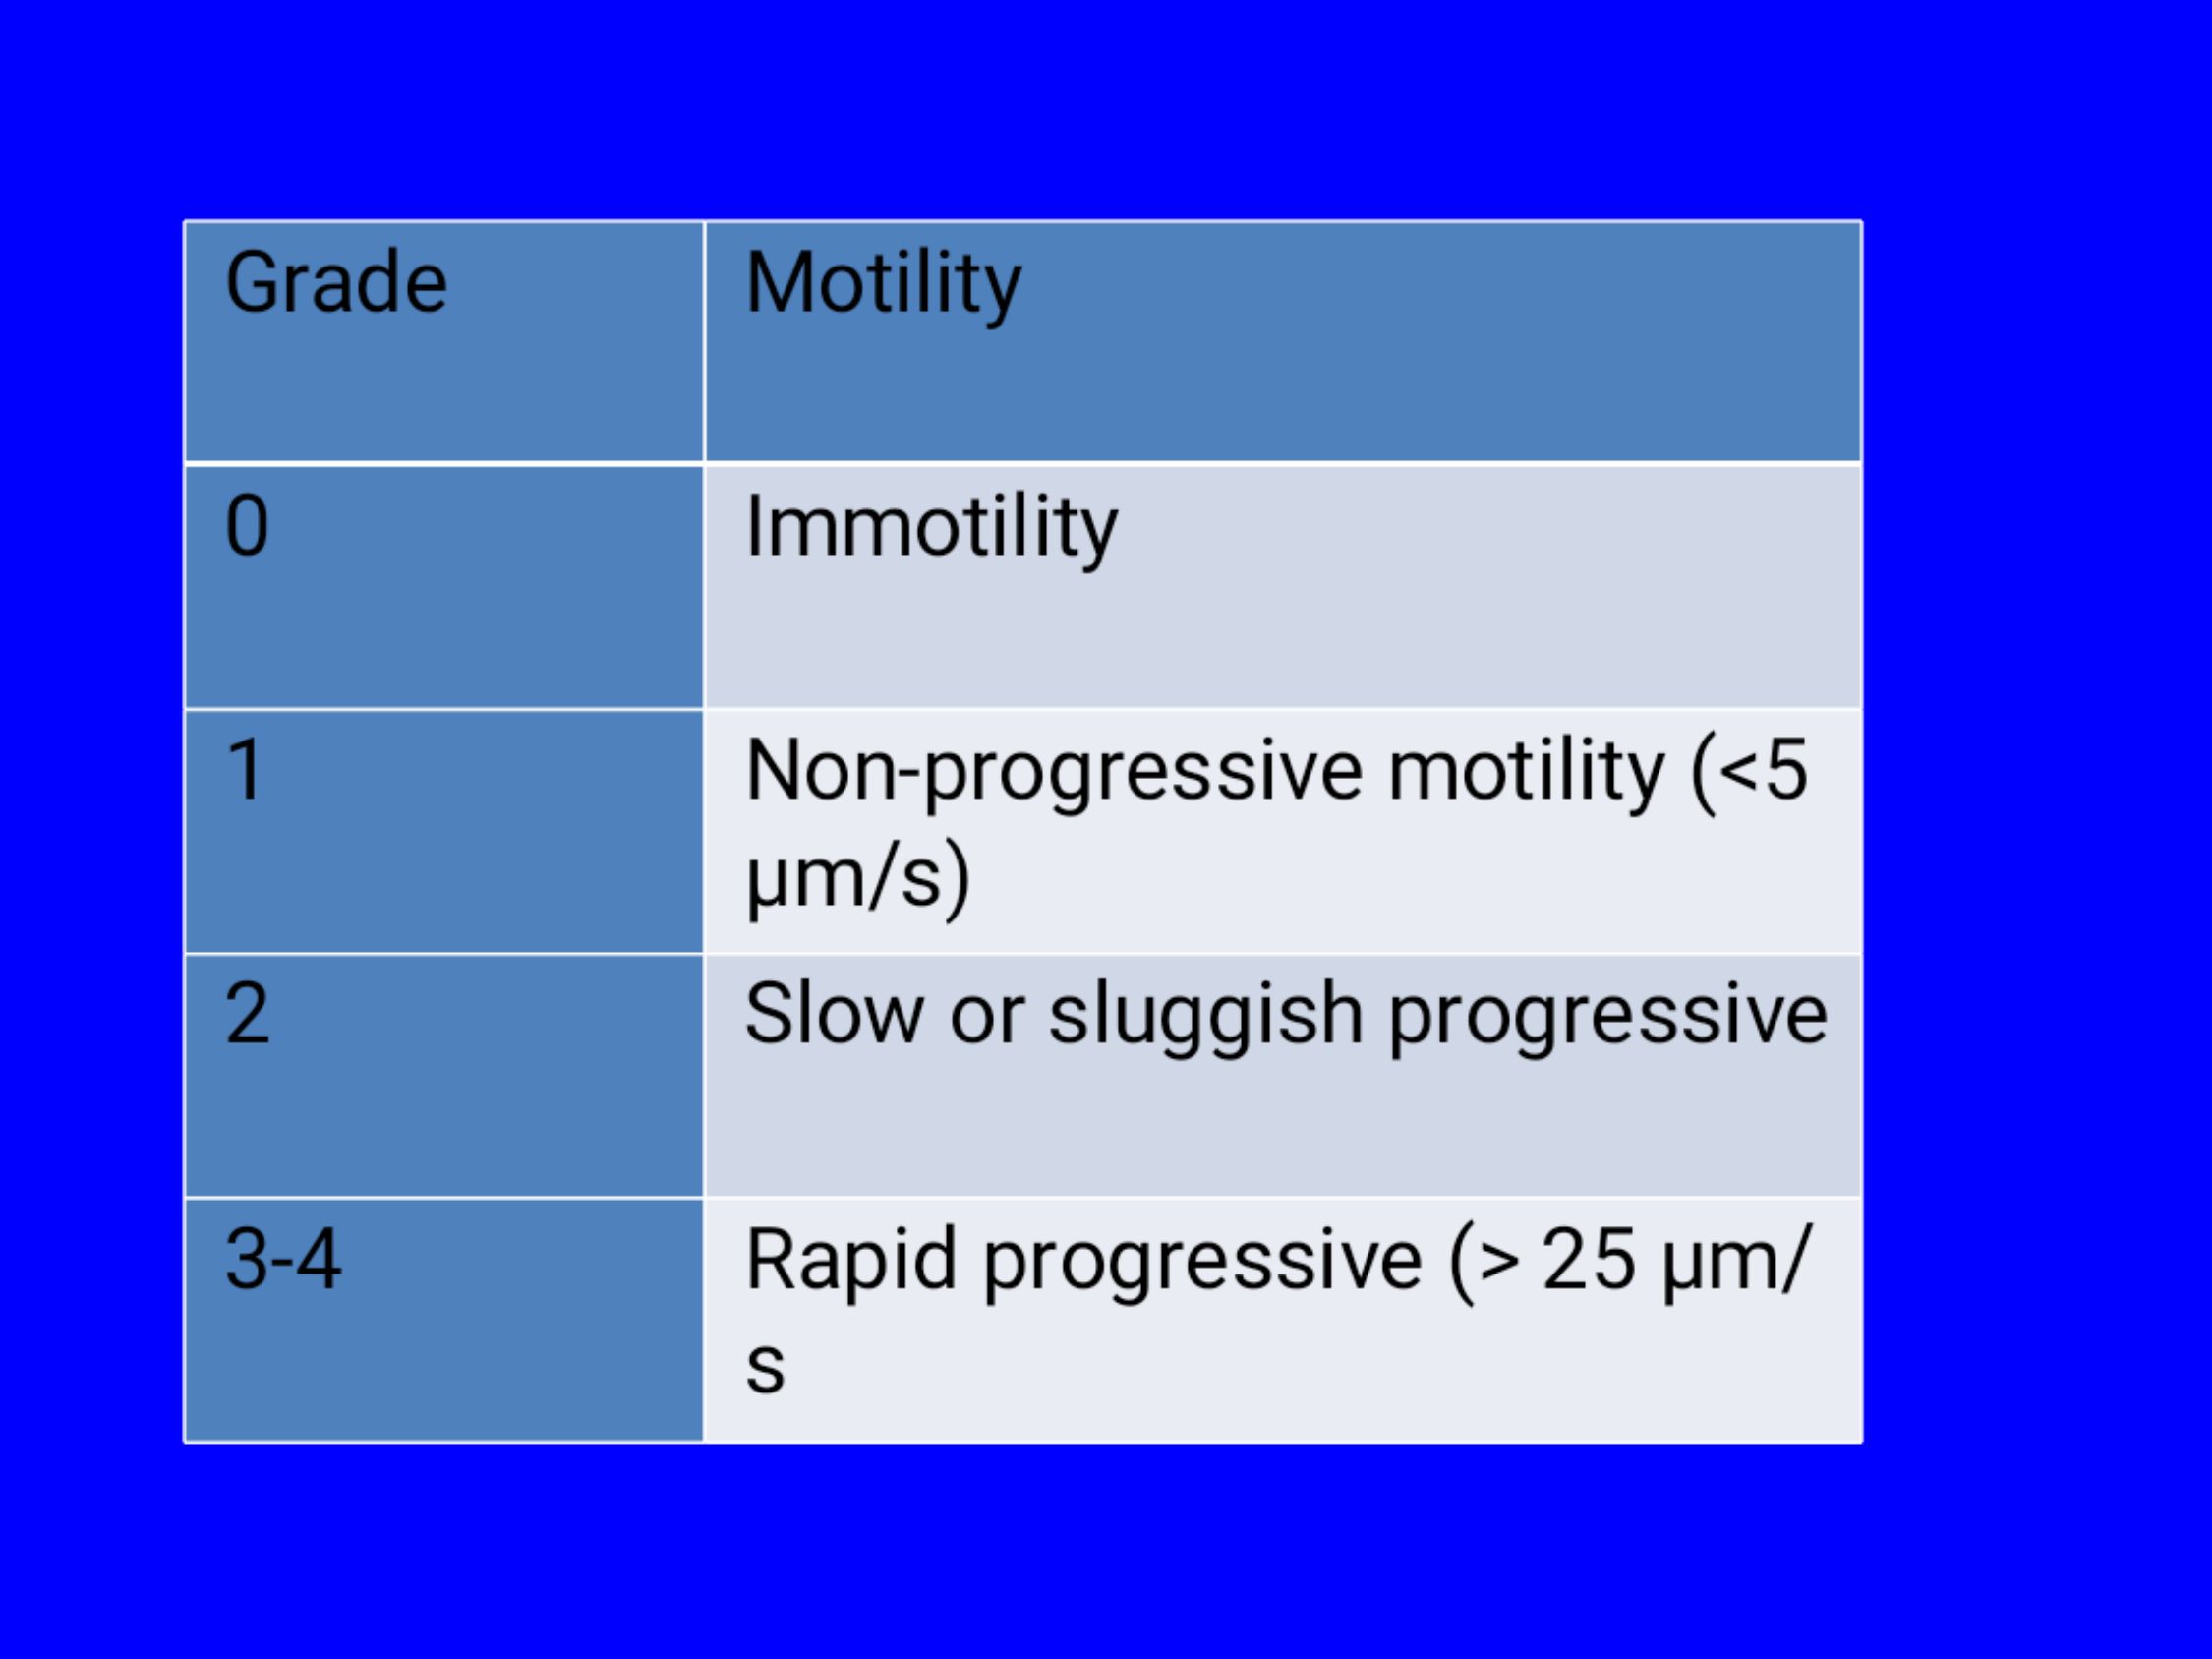 Grade
Motility
0
Immotility
1
Non-progressive motility (<5
µm/s)
2
Slow or sluggish progressive
3-4
Rapid progressive (> 25 µm/
s